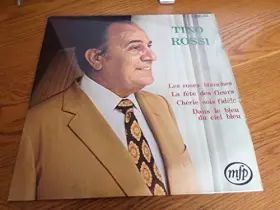 TINO
ROSSI
Les roses blanches
La fête des fleurs
Chérie sois fidèle
Dans le bleu
du ciel bleu
mfp